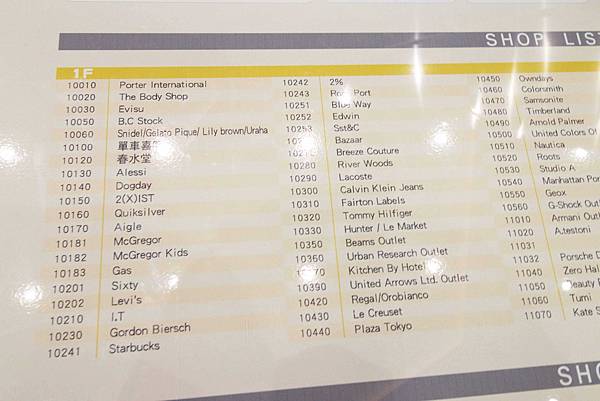 SHOP LIST
1F
10010 Porter International
10020 The Body Shop
10030 Evisu
10050 B.C Stock
10060 Snidel/Gelato Pique/ Lily brown/Uraha
10100 單車喜
10120 春水堂
10130 Alessi
10140 Dogday
10150 2(X)IST
10160 Quiksilver
10170 Aigle
10181 McGregor
10182 McGregor Kids
10183 Gas
10201 Sixty
10202 Levi's
10210 I.T
10230 Gordon Biersch
10241 Starbucks
10242 2%
10243 Port
10251 Blue Way
10252 Edwin
10253 Sst&C
Bazaar
Breeze Couture
10280 River Woods
10290 Lacoste
10300 Calvin Klein Jeans
10310 Fairton Labels
10320 Tommy Hilfiger
10330 Hunter / Le Market
10350 Beams Outlet
10360 Urban Research Outlet
10370 Kitchen By Hotel
10390 United Arrows Ltd. Outlet
10420 Regal/Orobianco
10430 Le Creuset
10440 Plaza Tokyo
10450 Owndays
10460 Colorsmith
10470 Samsonite
10480 Timberland
10490 Arnold Palmer
10500 United Colors O
10510 Nautica
10520 Roots
10530 Studio A
10540 Manhattan Por
10550 Geox
10560 G-Shock Out
11010 Armani Out
11020 A.testoni
11031
11032 Porsche D
11040 Zero Hal
11050 Beauty
11060 Tumi
11070 Kate S
SHO